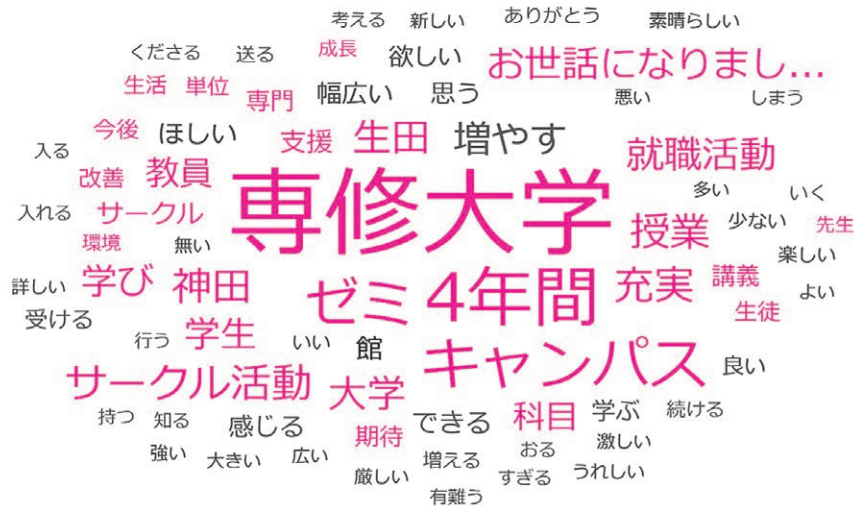 考える 新しい ありがとう 素晴らしい
くださる 送る 成長 欲しい お世話になりまし...
生活 単位 専門 幅広い 思う 悪い しまう
今後 ほしい 支援 生田 増やす 就職活動
入る 改善 教員 専修大学 多い いく
入れる サークル 授業 少ない 先生
環境 無い 楽しい
詳しい 学び 神田 ゼミ 4年間 充実 講義 よい
受ける 生徒
行う 学生 いい 館 キャンパス 良い
サークル活動 大学
持つ 知る 感じる できる 科目 学ぶ 続ける
強い 大きい 広い 期待 増える おる 激しい
厳しい すぎる うれしい
有難う